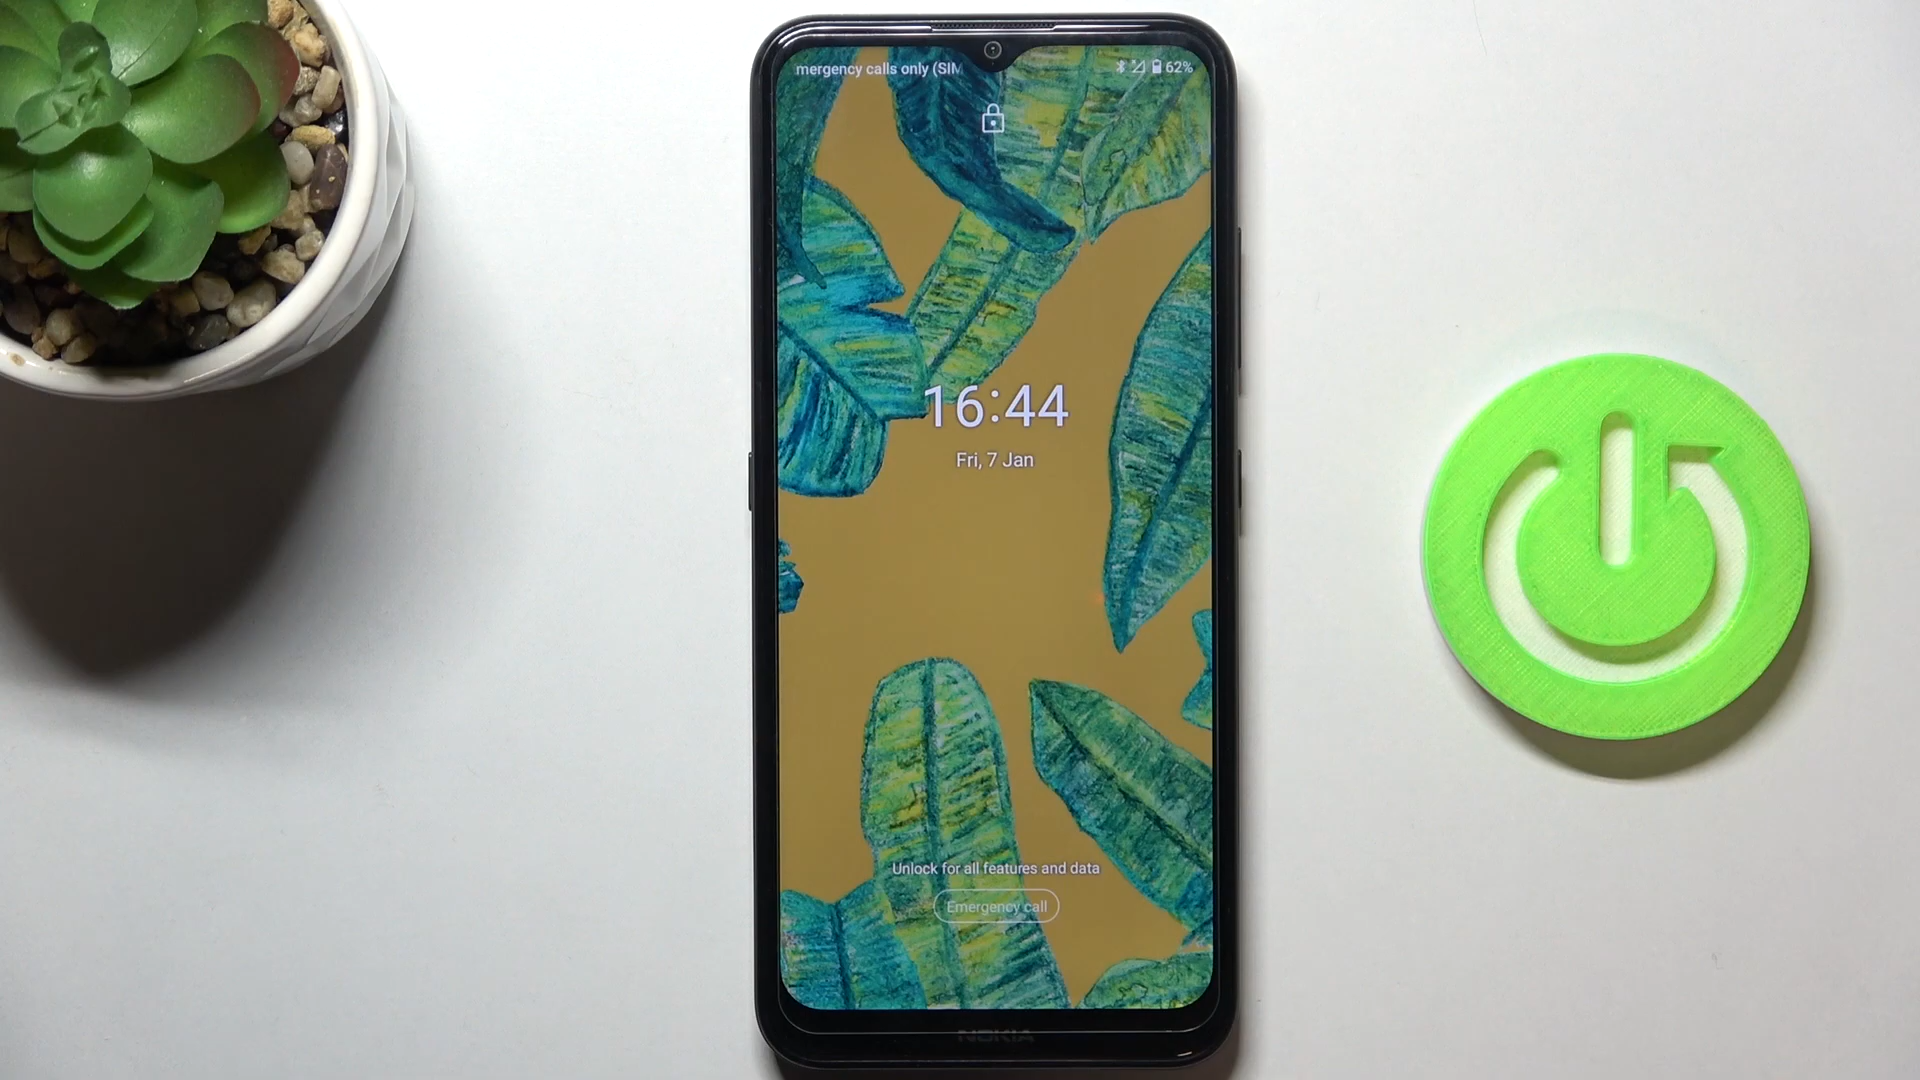 mergency calls only (SIM
62%
16:44
Fri, 7 Jan
Unlock for all features and data
Emergency call
NOKIA